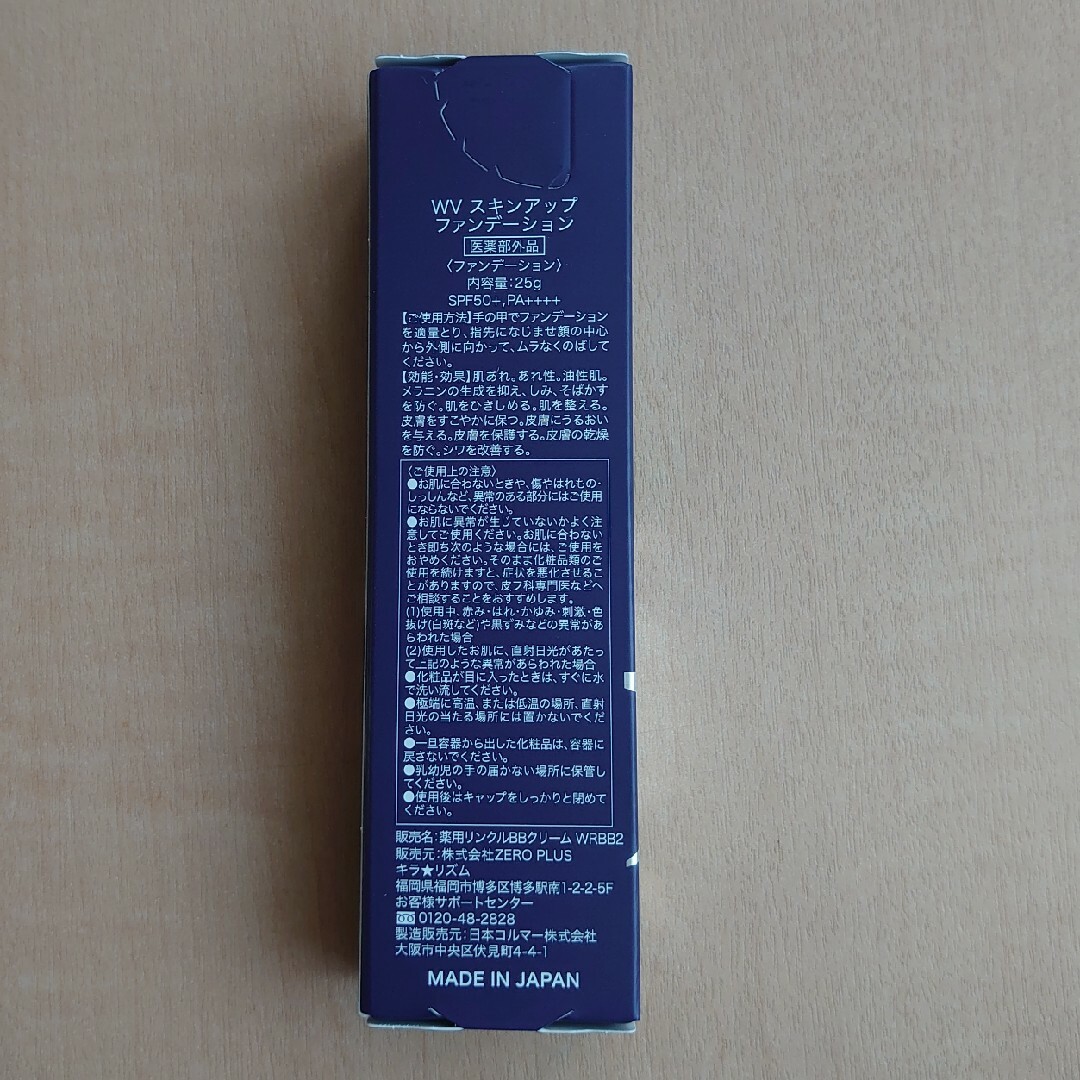 WV スキンアップ
ファンデーション
医薬部外品
〈ファンデーション〉
内容量：25g
SPF50+,PA++++
【ご使用方法】手の甲でファンデーション
を適量とり、指先になじませ顔の中心
から外側に向かって、ムラなくのばして
ください。
【効能・効果】肌あれ。あれ性。油性肌。
メラニンの生成を抑え、しみ、そばかす
を防ぐ。肌をひきしめる。肌を整える。
皮膚をすこやかに保つ。皮膚にうるおい
を与える。皮膚を保護する。皮膚の乾燥
を防ぐ。シワを改善する。
〈ご使用上の注意〉
●お肌に合わないときや、傷やはれもの・
しっしんなど、異常のある部分にはご使用
にならないでください。
●お肌に異常が生じていないかよく注
意してご使用ください。お肌に合わない
とき即ち次のような場合には、ご使用を
おやめください。そのまま化粧品類のご
使用を続けますと、症状を悪化させるこ
とがありますので、皮フ科専門医などへ
ご相談することをおすすめします。
(1)使用中、赤み・はれ・かゆみ・刺激・色
抜け(白斑など)や黒ずみなどの異常があ
らわれた場合
(2)使用したお肌に、直射日光があたっ
て上記のような異常があらわれた場合
●化粧品が目に入ったときは、すぐに水
で洗い流してください。
●極端に高温、または低温の場所、直射
日光の当たる場所には置かないでくだ
さい。
●一旦容器から出した化粧品は、容器に
戻さないでください。
●乳幼児の手の届かない場所に保管し
てください。
●使用後はキャップをしっかりと閉めて
ください。
販売名：薬用リンクルBBクリーム WRBB2
販売元：株式会社ZERO PLUS
キラ★リズム
福岡県福岡市博多区博多駅南1-2-2-5F
お客様サポートセンター
0120-48-2828
製造販売元：日本コルマー株式会社
大阪市中央区伏見町4-4-1
MADE IN JAPAN